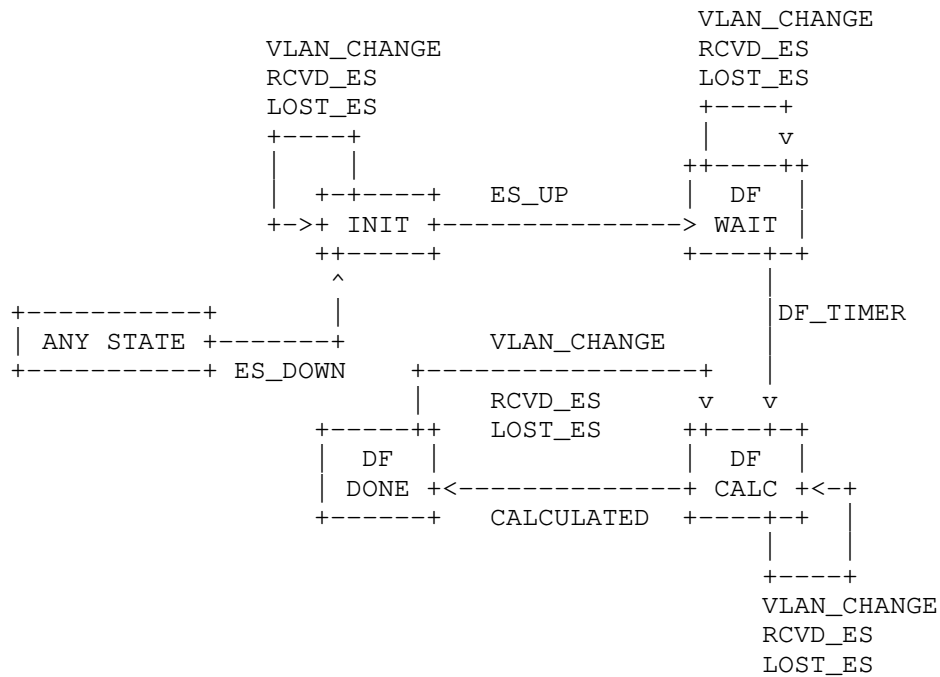 VLAN_CHANGE
VLAN_CHANGE
RCVD_ES
RCVD_ES
LOST_ES
LOST_ES
ES_UP
DF
INIT
WAIT
DF_TIMER
ANY STATE
VLAN_CHANGE
ES_DOWN
RCVD_ES
LOST_ES
DF
DF
DONE
CALC
CALCULATED
VLAN_CHANGE
RCVD_ES
LOST_ES